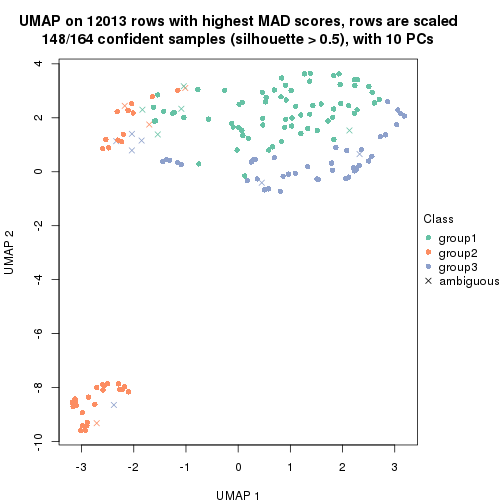 UMAP on 12013 rows with highest MAD scores, rows are scaled
148/164 confident samples (silhouette > 0.5), with 10 PCs
4
2
0
-2
-4
-6
-8
-10
UMAP 2
-3
-2
-1
0
1
2
3
UMAP 1
Class
group1
group2
group3
ambiguous